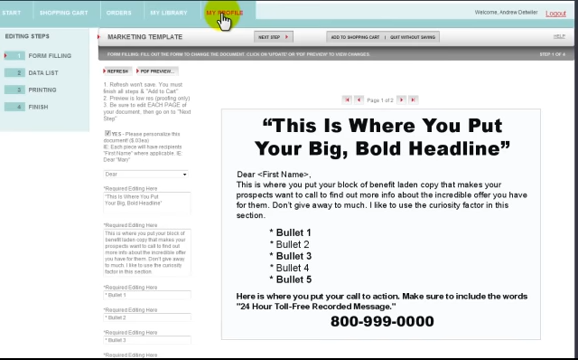 START
SHOPPING CART
ORDERS
MY LIBRARY
MY PROFILE
Welcome, Andrew Detwiler
Logout
EDITING STEPS
1 FORM FILLING
2 DATA LIST
3 PRINTING
4 FINISH
MARKETING TEMPLATE
NEXT STEP
ADD TO SHOPPING CART | QUIT WITHOUT SAVING
HELP
FORM FILLING: FILL OUT THE FORM TO CHANGE THE DOCUMENT. CLICK ON 'UPDATE' OR 'PDF PREVIEW' TO USER CHANGES.
STEP 1 OF 4
REFRESH
PDF PREVIEW...
1. Refresh won't save. You must
finish all steps & "Add to Cart"
2. Preview is low res (proofing only)
3. Be sure to edit EACH PAGE of
your document, then go on to "Next
Step"
YES - Please personalize this
document! ($.03ea)
IE: Each piece will have recipients
"First Name" where applicable. IE:
Dear "Mary"
Dear
*Required Editing Here
"This Is Where You Put
Your Big, Bold Headline"
*Required Editing Here
This is where you put your block of
benefit laden copy that makes your
prospects want to call to find out
more info about the incredible offer
you have for them. Don't give away
to much. I like to use the curiosity
factor in this section.
*Required Editing Here
* Bullet 1
*Required Editing Here
* Bullet 2
*Required Editing Here
* Bullet 3
*Required Editing Here
Page 1 of 2
“This Is Where You Put
Your Big, Bold Headline”
Dear <First Name>,
This is where you put your block of benefit laden copy that makes your
prospects want to call to find out more info about the incredible offer you have
for them. Don't give away to much. I like to use the curiosity factor in this
section.
* Bullet 1
* Bullet 2
* Bullet 3
* Bullet 4
* Bullet 5
Here is where you put your call to action. Make sure to include the words
"24 Hour Toll-Free Recorded Message."
800-999-0000